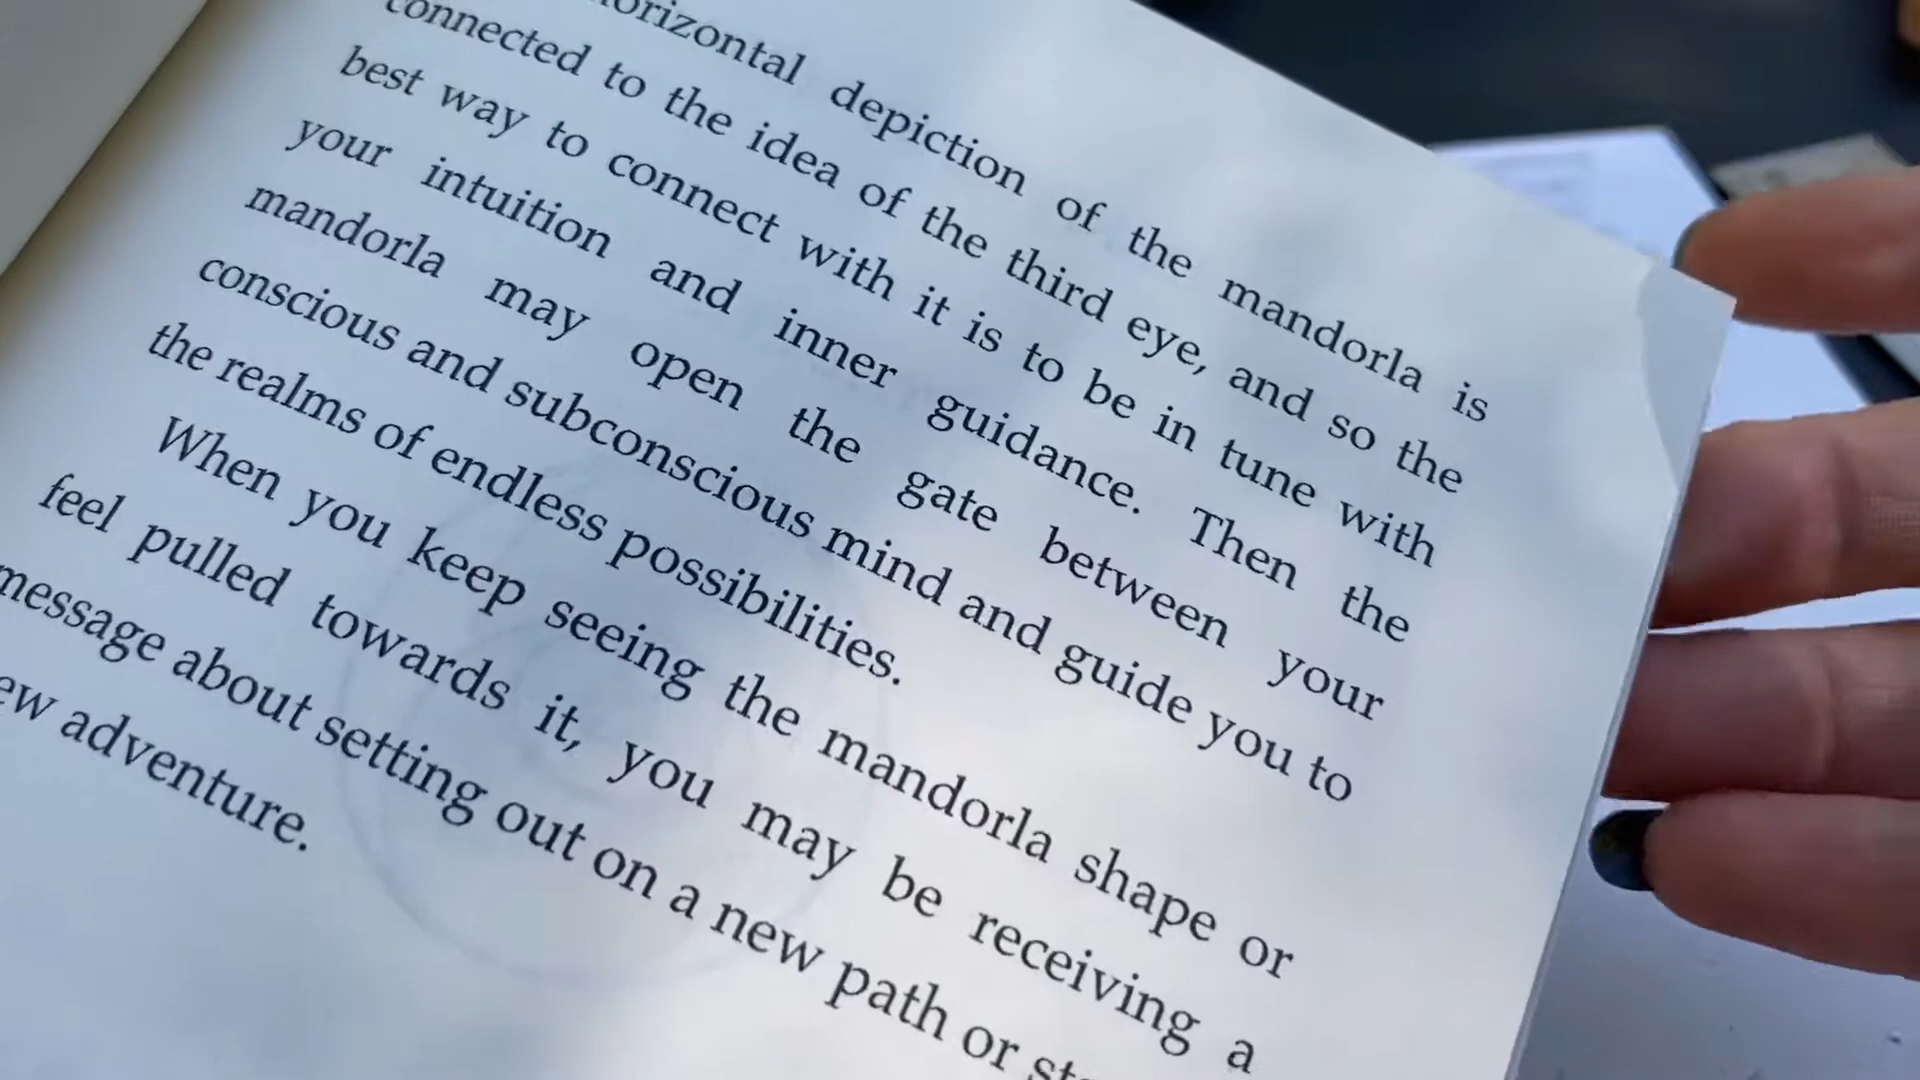 depiction of the mandorla is
connected to the idea of the third eye, and so the
best way to connect with it is to be in tune with
your intuition and inner guidance. Then the
mandorla may open the gate between your
conscious and subconscious mind and guide you to
the realms of endless possibilities.
When you keep seeing the mandorla shape or
feel pulled towards it, you may be receiving a
message about setting out on a new path or
adventure.